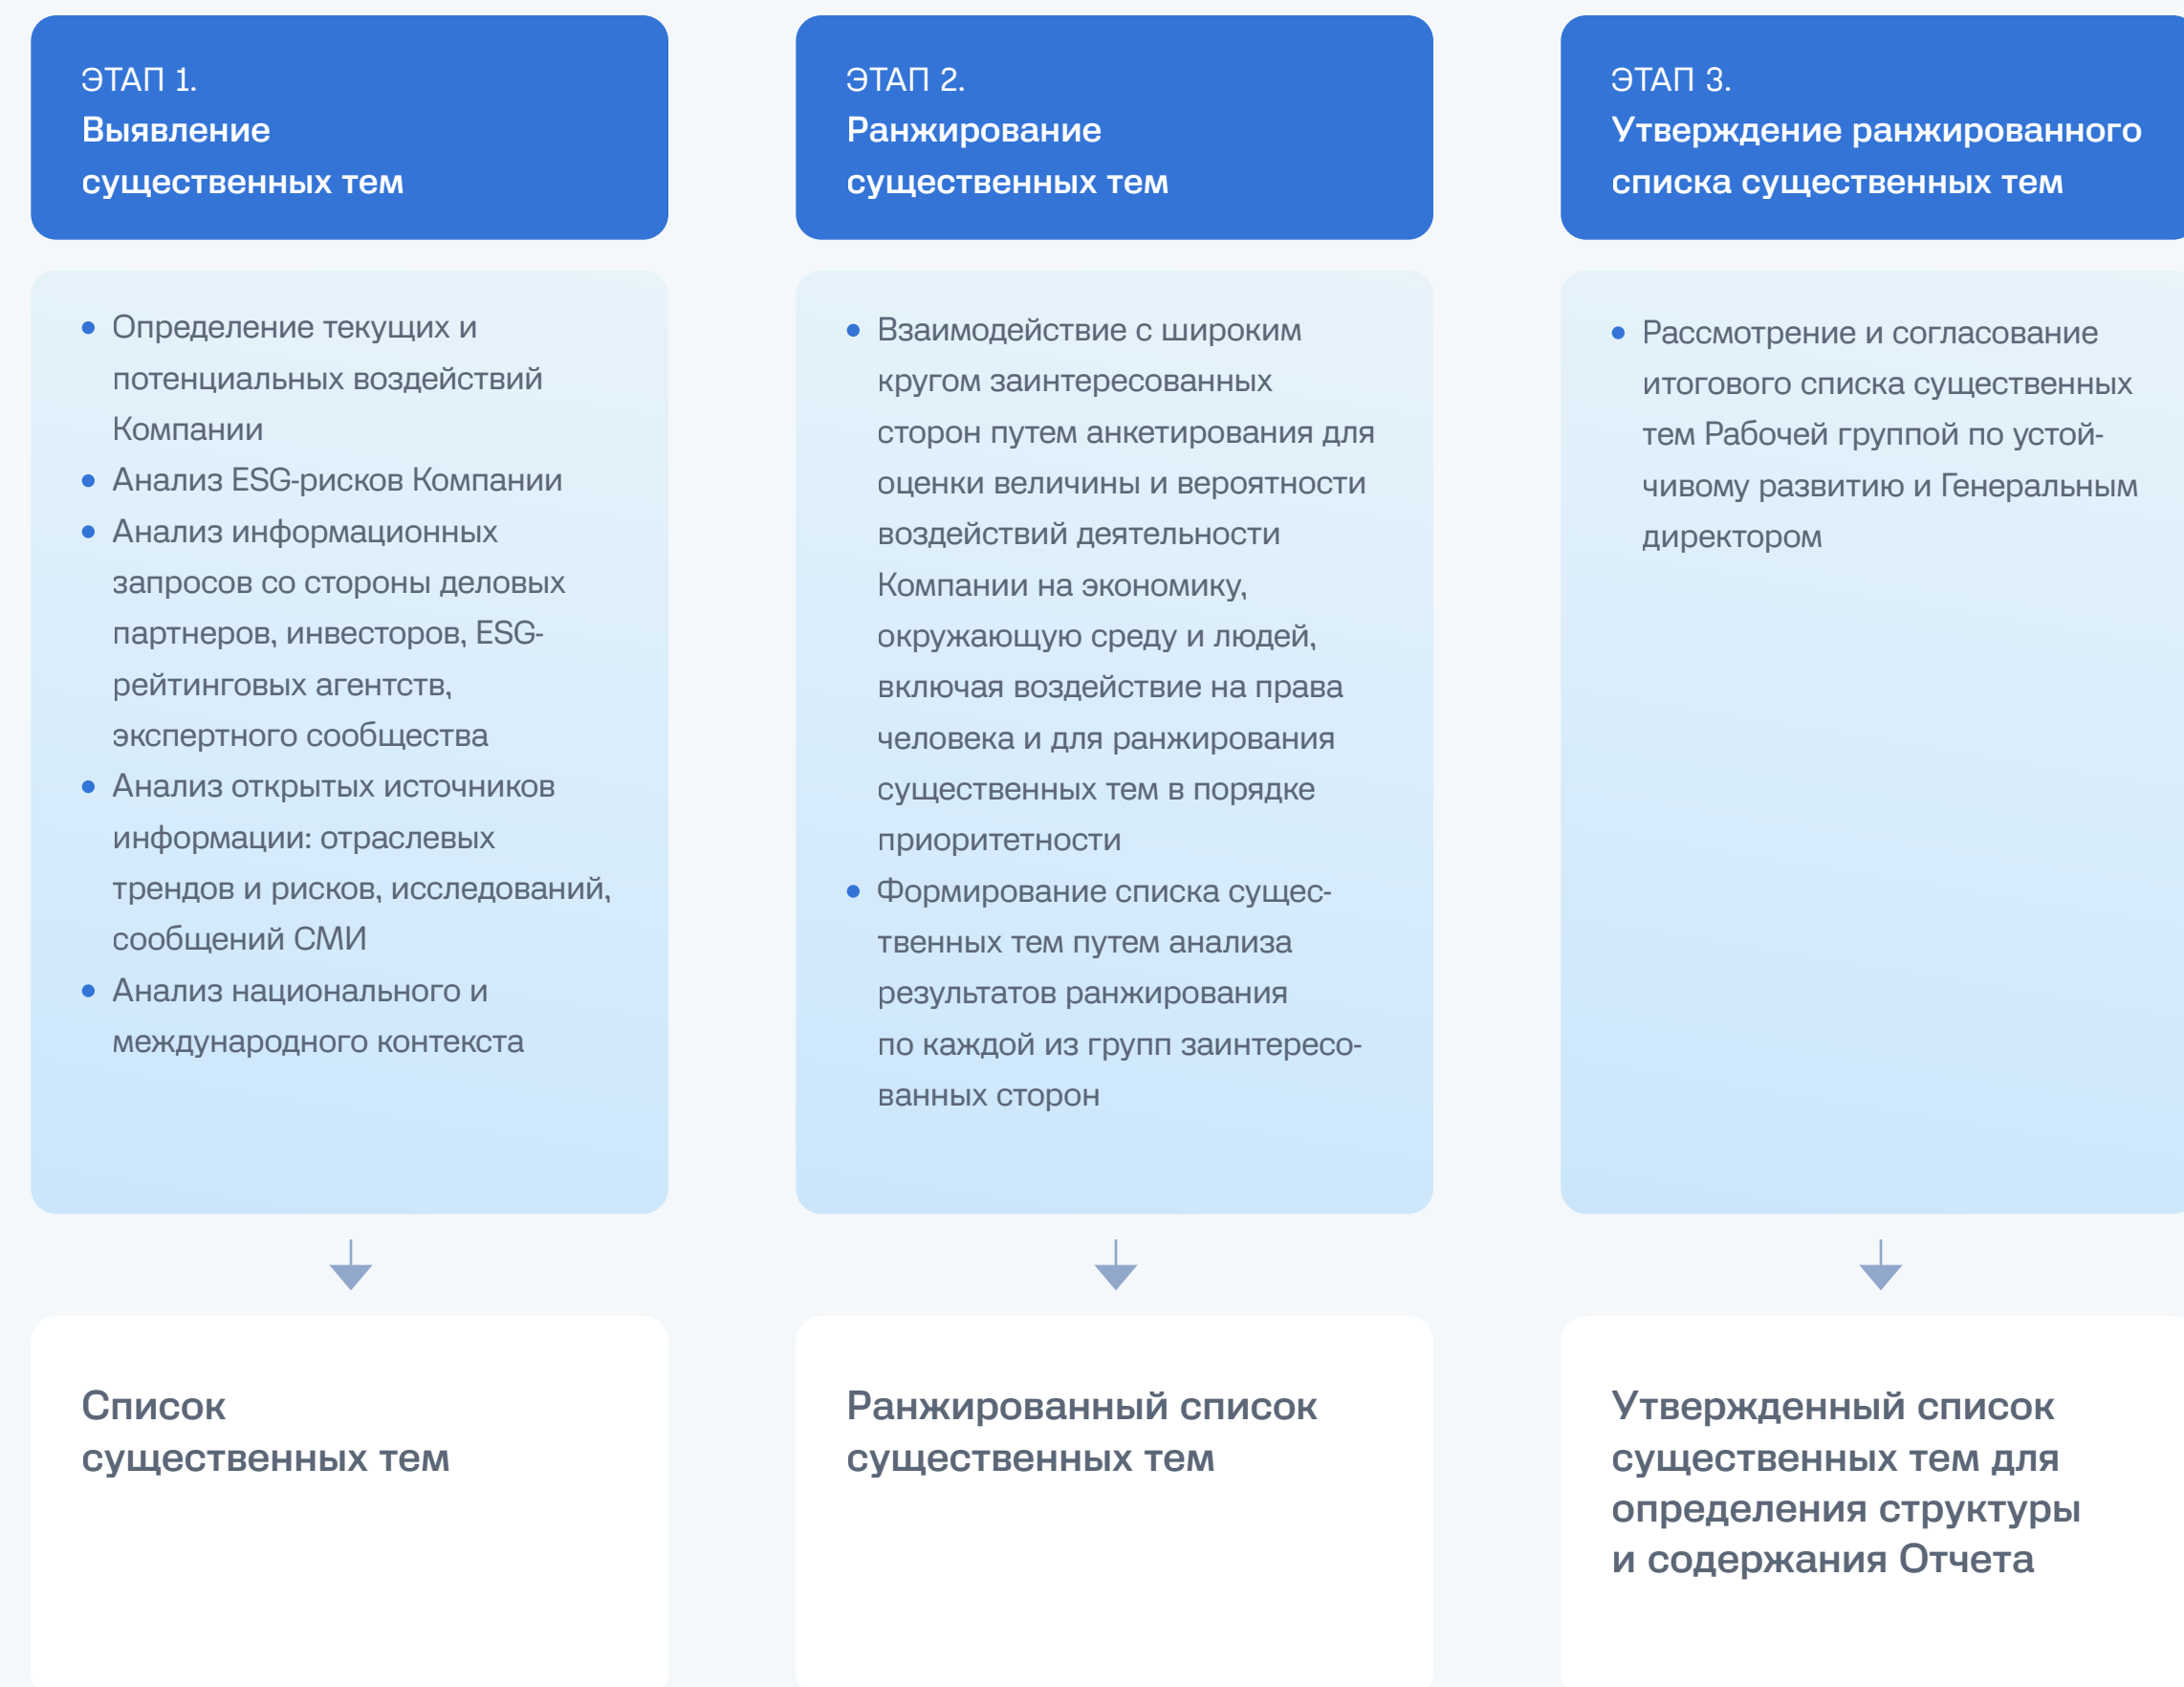 ЭТАП 1.
Выявление
существенных тем
Определение текущих и
потенциальных воздействий
Компании
Анализ ESG-рисков Компании
Анализ информационных
запросов со стороны деловых
партнеров, инвесторов, ESG-
рейтинговых агентств,
экспертного сообщества
Анализ открытых источников
информации: отраслевых
трендов и рисков, исследований,
сообщений СМИ
Анализ национального и
международного контекста
Список
существенных тем
ЭТАП 2.
Ранжирование
существенных тем
Взаимодействие с широким
кругом заинтересованных
сторон путем анкетирования для
оценки величины и вероятности
воздействий деятельности
Компании на экономику,
окружающую среду и людей,
включая воздействие на права
человека и для ранжирования
существенных тем в порядке
приоритетности
Формирование списка сущес-
твенных тем путем анализа
результатов ранжирования
по каждой из групп заинтересо-
ванных сторон
Ранжированный список
существенных тем
ЭТАП 3.
Утверждение ранжированного
списка существенных тем
Рассмотрение и согласование
итогового списка существенных
тем Рабочей группой по устой-
чивому развитию и Генеральным
директором
Утвержденный список
существенных тем для
определения структуры
и содержания Отчета